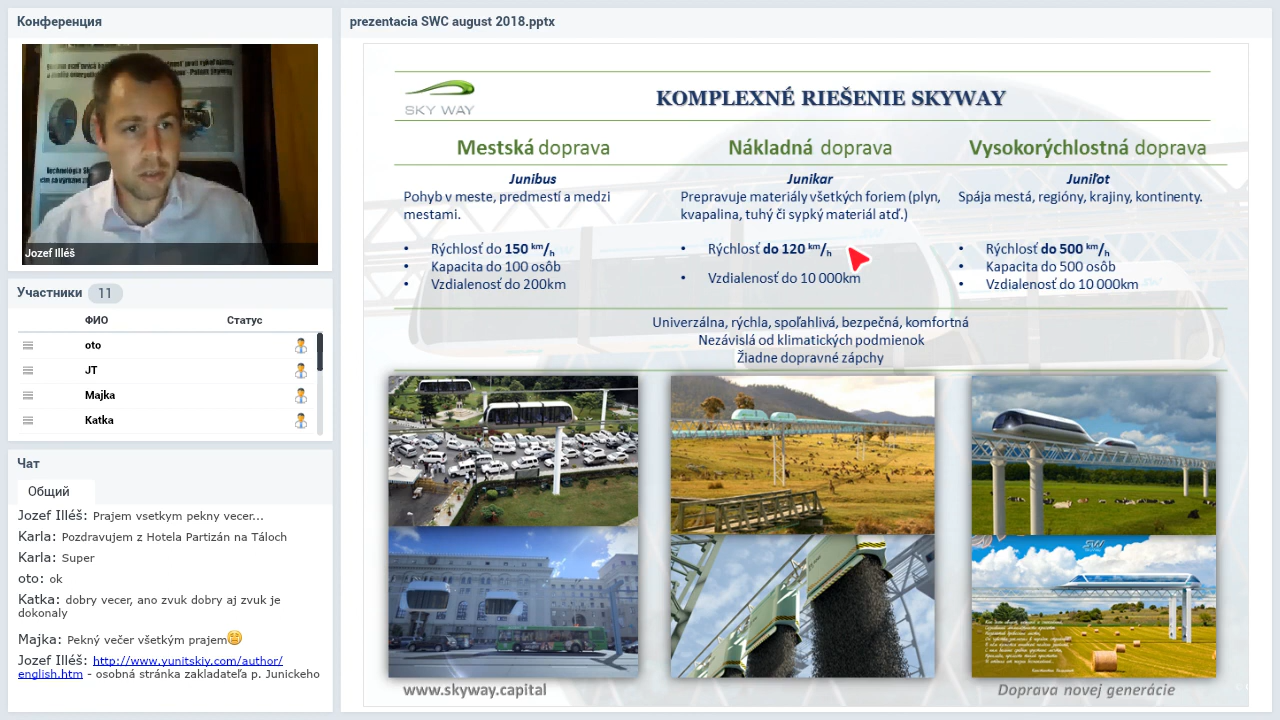 Конференция
Jozef Illéš
Участники 11
ФИО Статус
oto
JT
Majka
Katka
Чат
Общий
Jozef Illéš: Prajem vsetkym pekny vecer...
Karla: Pozdravujem z Hotela Partizán na Táloch
Karla: Super
oto: ok
Katka: dobry vecer, ano zvuk dobry aj zvuk je
dokonaly
Majka: Pekný večer všetkým prajem
Jozef Illéš: http://www.yunitskiy.com/author/
english.htm - osobná stránka zakladateľa p. Junickeho
prezentacia SWC august 2018.pptx
SKY WAY
KOMPLEXNÉ RIEŠENIE SKYWAY
Mestská doprava
Junibus
Pohyb v meste, predmestí a medzi
mestami.
• Rýchlosť do 150 km/h
• Kapacita do 100 osôb
• Vzdialenosť do 200km
Nákladná doprava
Junikar
Prepravuje materiály všetkých foriem (plyn,
kvapalina, tuhý či sypký materiál atď.)
• Rýchlosť do 120 km/h
• Vzdialenosť do 10 000km
Vysokorýchlostná doprava
Juniľot
Spája mestá, regióny, krajiny, kontinenty.
• Rýchlosť do 500 km/h
• Kapacita do 500 osôb
• Vzdialenosť do 10 000km
Univerzálna, rýchla, spoľahlivá, bezpečná, komfortná
Nezávislá od klimatických podmienok
Žiadne dopravné zápchy
www.skyway.capital
Doprava novej generácie